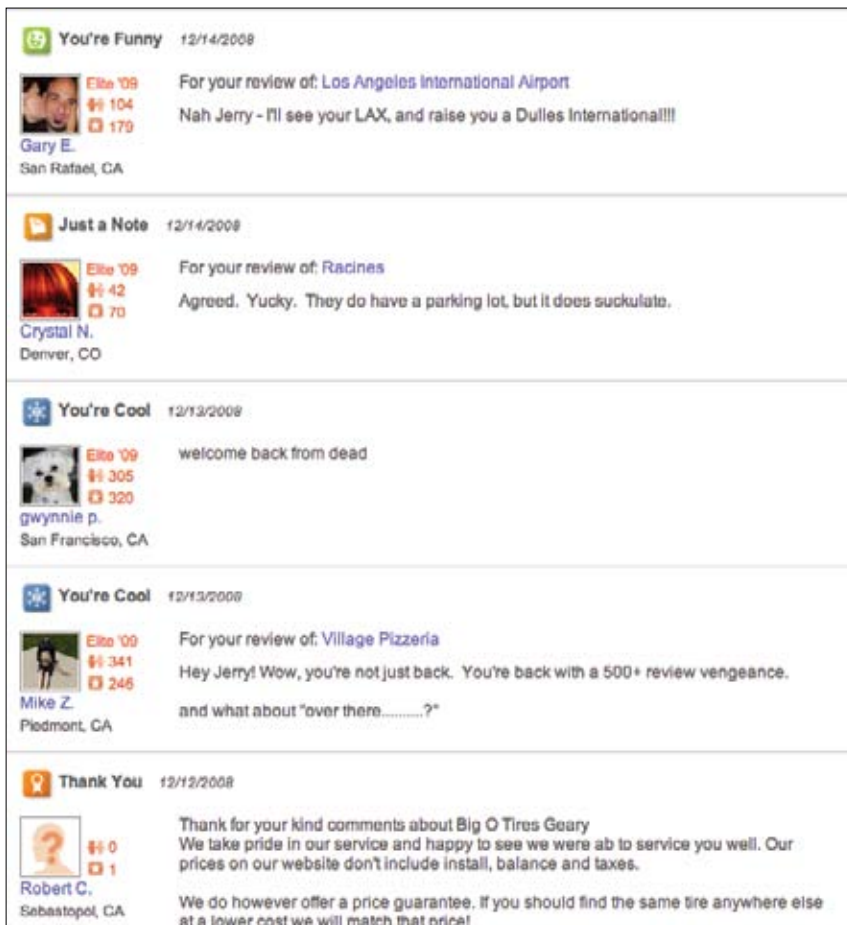 You're Funny 12/14/2008
Elite '09
104
179
Gary E.
San Rafael, CA
For your review of: Los Angeles International Airport
Nah Jerry - I'll see your LAX, and raise you a Dulles International!!!
Just a Note 12/14/2008
Elite '09
42
70
Crystal N.
Denver, CO
For your review of: Racines
Agreed. Yucky. They do have a parking lot, but it does suckulate.
You're Cool 12/13/2008
Elite '09
305
320
gwynnie p.
San Francisco, CA
welcome back from dead
You're Cool 12/13/2008
Elite '09
341
246
Mike Z.
Piedmont, CA
For your review of: Village Pizzeria
Hey Jerry! Wow, you're not just back. You're back with a 500+ review vengeance.
and what about "over there.........?"
Thank You 12/12/2008
?
0
1
Robert C.
Sebastopol, CA
Thank for your kind comments about Big O Tires Geary
We take pride in our service and happy to see we were ab to service you well. Our
prices on our website don't include install, balance and taxes.
We do however offer a price guarantee. If you should find the same tire anywhere else
at a lower cost we will match that price!